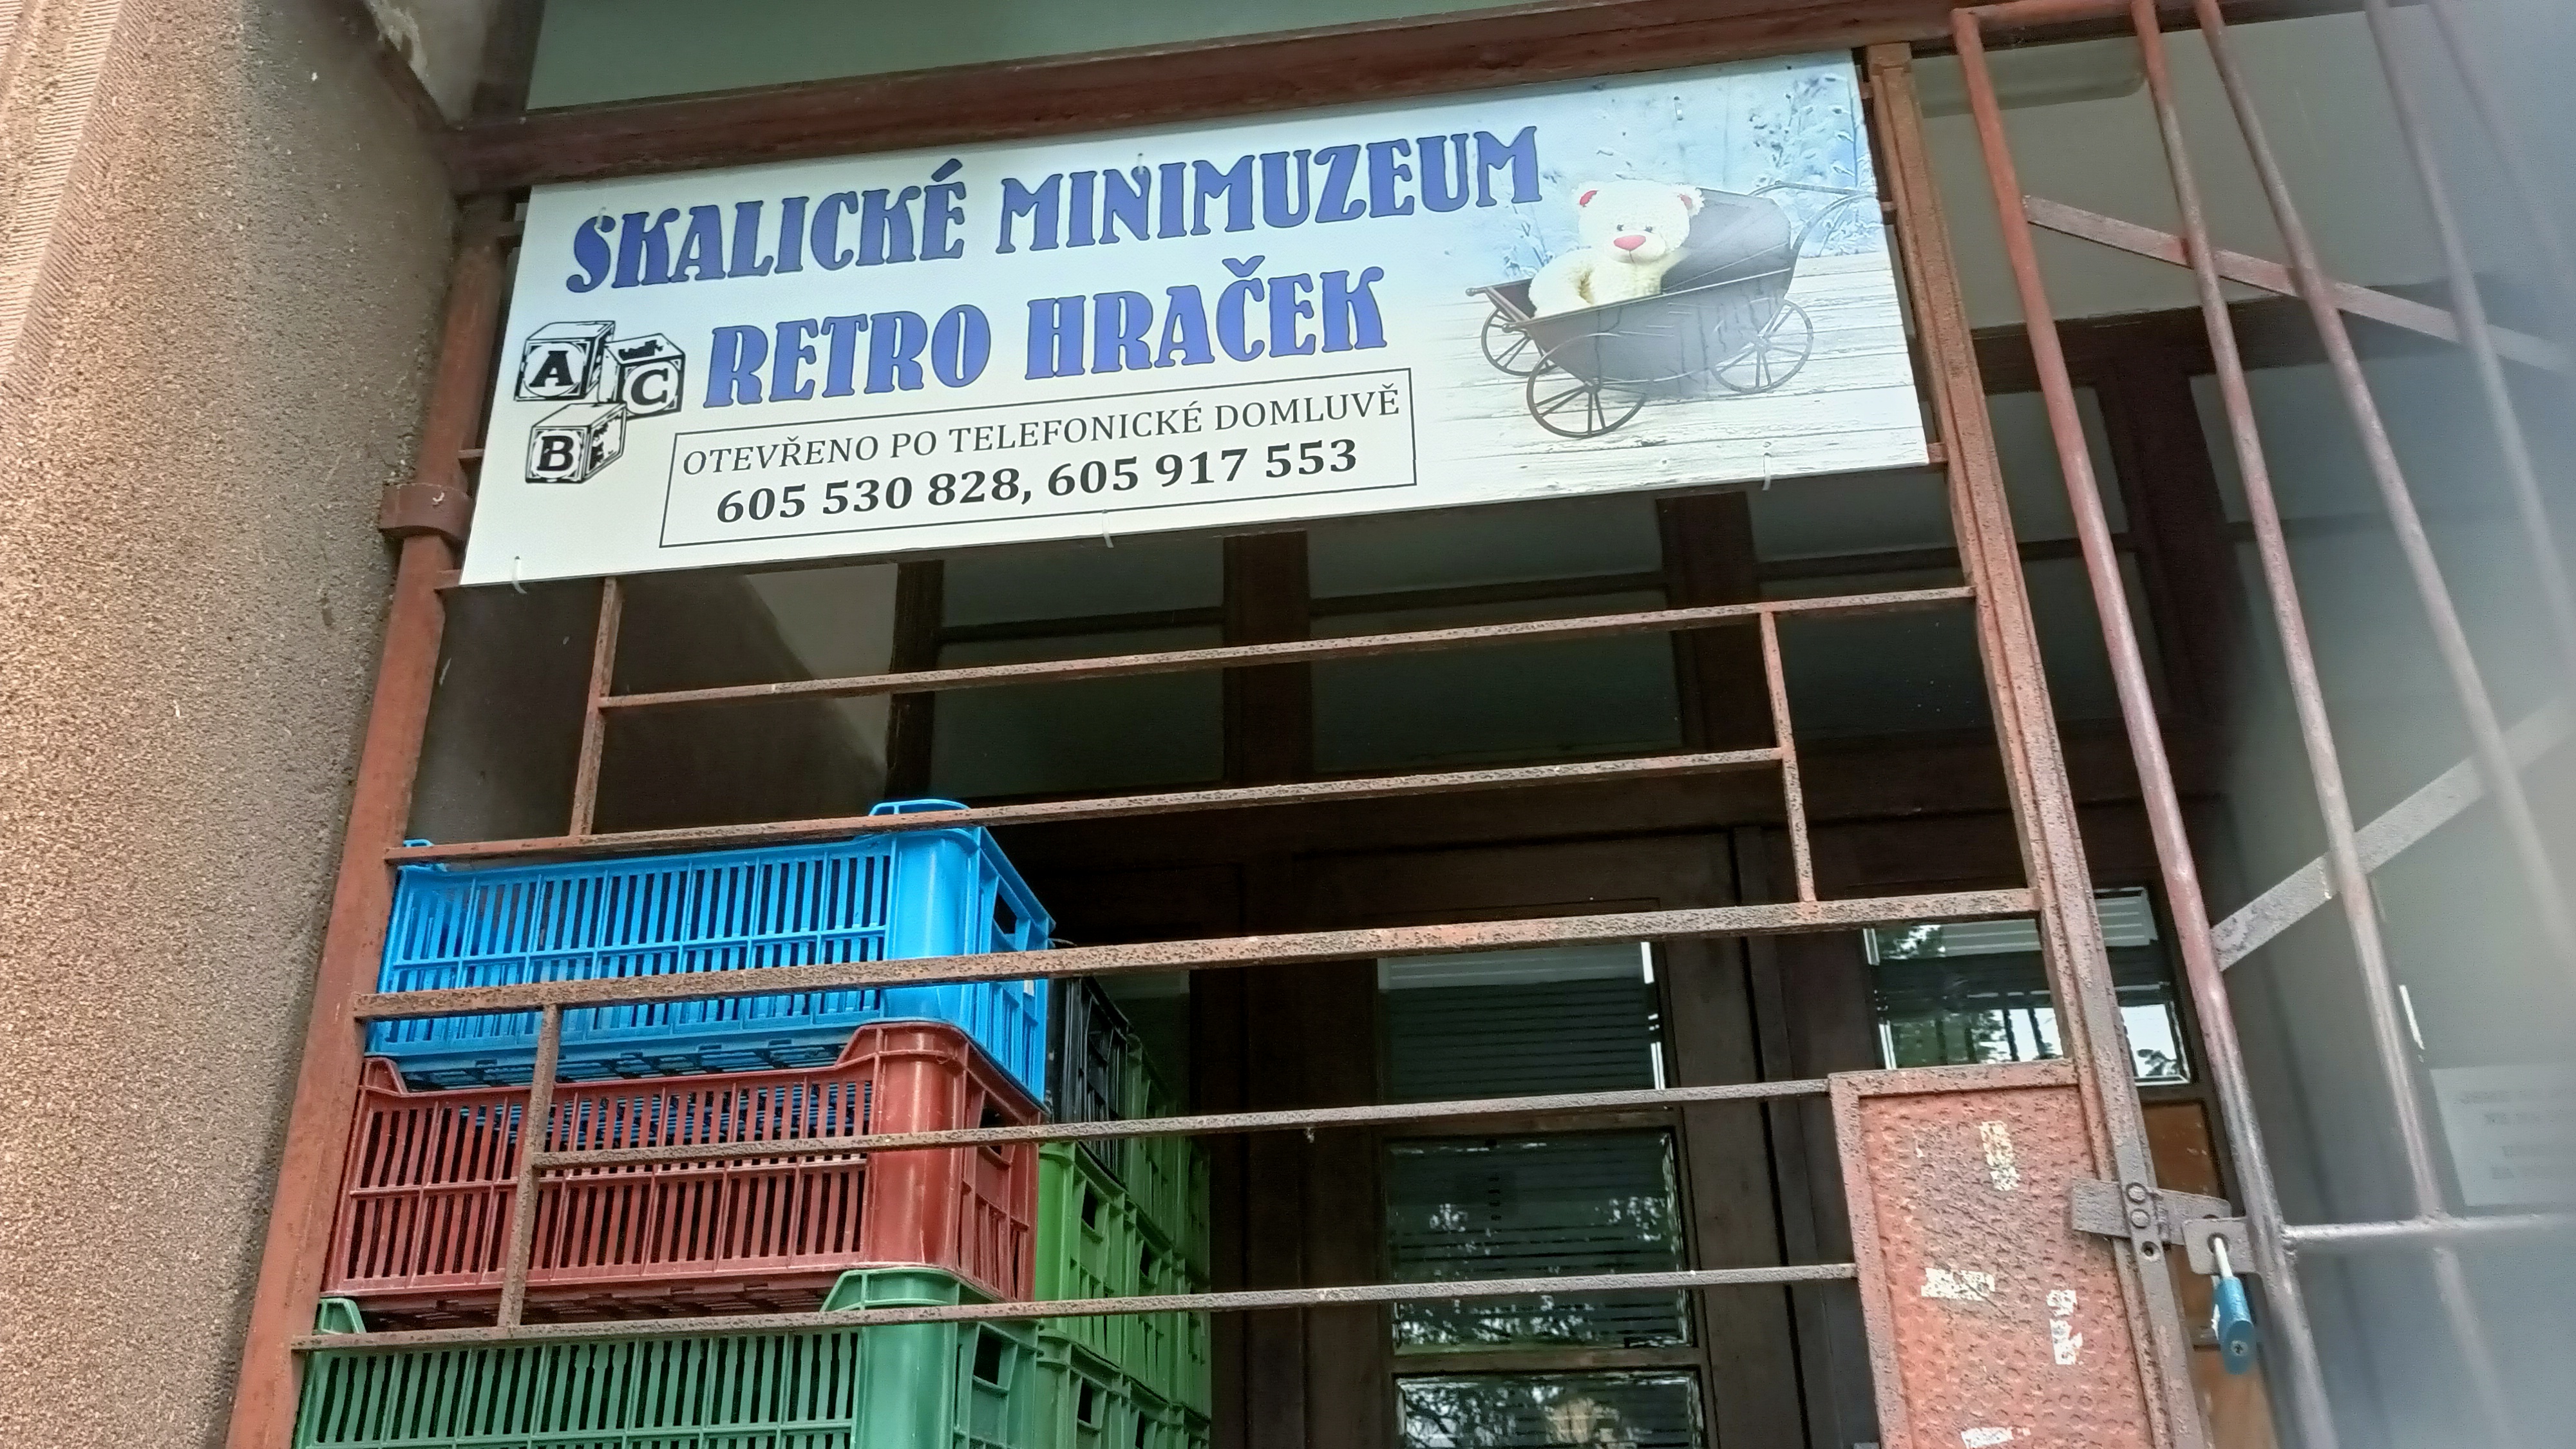 SKALICKÉ MINIMUZEUM
RETRO HRAČEK
A
C
B
OTEVŘENO PO TELEFONICKÉ DOMLUVĚ
605 530 828, 605 917 553